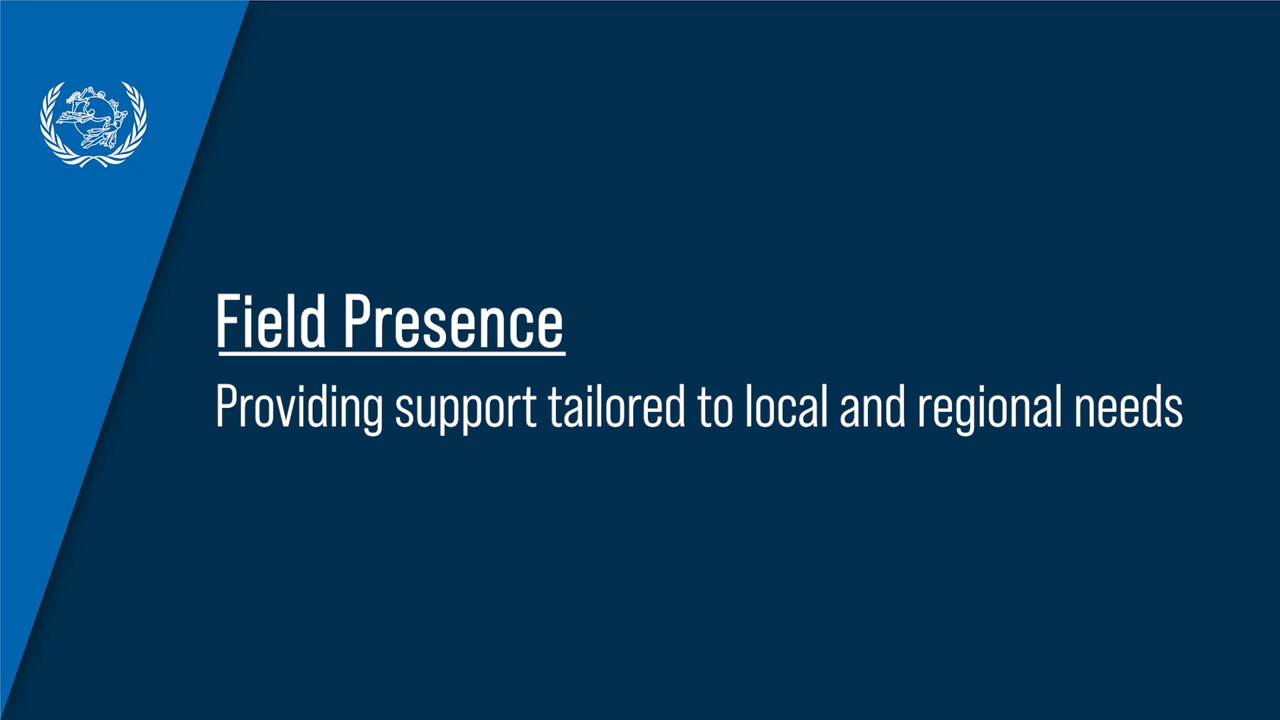 Field Presence
Providing support tailored to local and regional needs